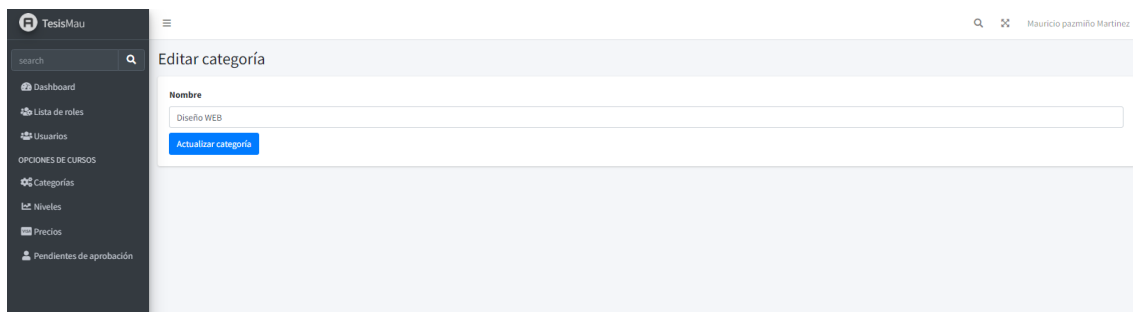 TesisMau
Mauricio pazmiño Martinez
search
Editar categoría
Dashboard
Nombre
Lista de roles
Diseño WEB
Usuarios
Actualizar categoría
OPCIONES DE CURSOS
Categorías
Niveles
Precios
Pendientes de aprobación